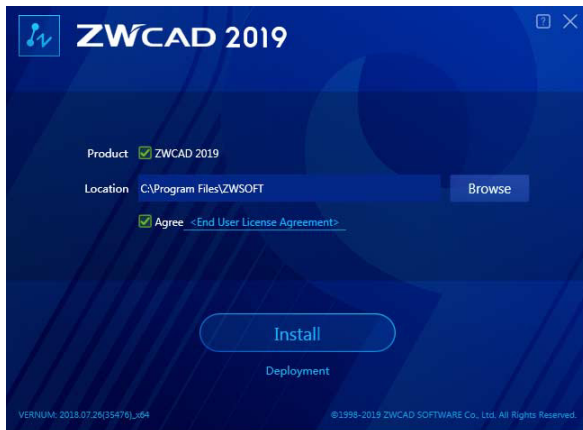 ZWCAD 2019
Product ZWCAD 2019
Location C:\Program Files\ZWSOFT Browse
Agree <End User License Agreement>
Install
Deployment
VERNUM: 2018.07.26(35476)_x64 ©1998-2019 ZWCAD SOFTWARE Co., Ltd. All Rights Reserved.